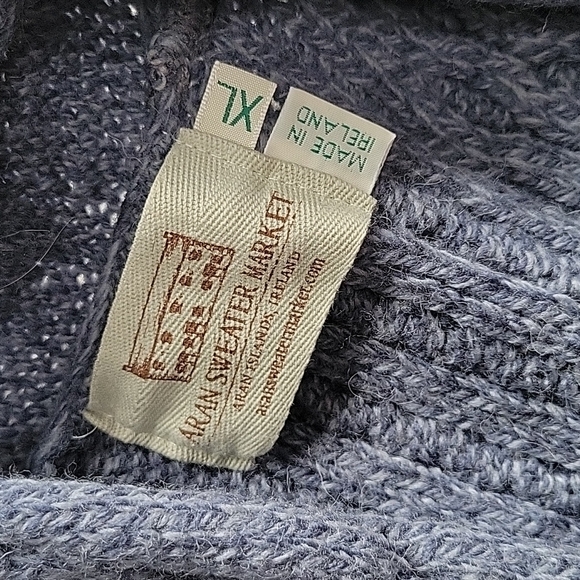 XL
MADE IN
IRELAND
ARAN SWEATER MARKET
ARAN ISLANDS, IRELAND
aransweatermarket.com